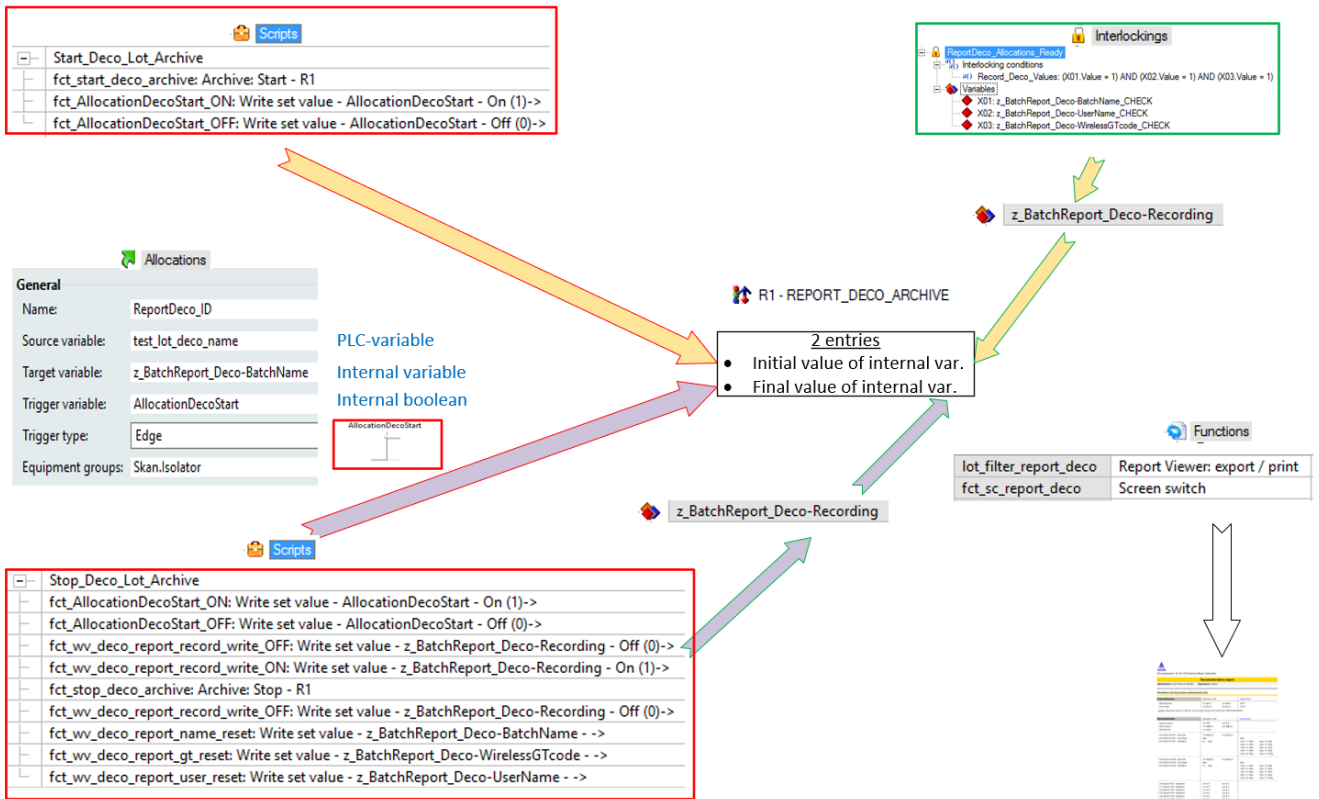 Scripts
Start_Deco_Lot_Archive
fct_start_deco_archive: Archive: Start - R1
fct_AllocationDecoStart_ON: Write set value - AllocationDecoStart - On (1)->
fct_AllocationDecoStart_OFF: Write set value - AllocationDecoStart - Off (0)->
Interlockings
ReportDeco_Allocations_Ready
Interlocking conditions
Record_Deco_Values: (X01.Value = 1) AND (X02.Value = 1) AND (X03.Value = 1)
Variables
X01: z_BatchReport_Deco-BatchName_CHECK
X02: z_BatchReport_Deco-UserName_CHECK
X03: z_BatchReport_Deco-WirelessGTcode_CHECK
z_BatchReport_Deco-Recording
Allocations
General
Name: ReportDeco_ID
Source variable: test_lot_deco_name PLC-variable
Target variable: z_BatchReport_Deco-BatchName Internal variable
Trigger variable: AllocationDecoStart Internal boolean
Trigger type: Edge
Equipment groups: Skan.Isolator
AllocationDecoStart
R1 - REPORT_DECO_ARCHIVE
2 entries
• Initial value of internal var.
• Final value of internal var.
Functions
lot_filter_report_deco Report Viewer: export / print
fct_sc_report_deco Screen switch
z_BatchReport_Deco-Recording
Scripts
Stop_Deco_Lot_Archive
fct_AllocationDecoStart_ON: Write set value - AllocationDecoStart - On (1)->
fct_AllocationDecoStart_OFF: Write set value - AllocationDecoStart - Off (0)->
fct_wv_deco_report_record_write_OFF: Write set value - z_BatchReport_Deco-Recording - Off (0)->
fct_wv_deco_report_record_write_ON: Write set value - z_BatchReport_Deco-Recording - On (1)->
fct_stop_deco_archive: Archive: Stop - R1
fct_wv_deco_report_record_write_OFF: Write set value - z_BatchReport_Deco-Recording - Off (0)->
fct_wv_deco_report_name_reset: Write set value - z_BatchReport_Deco-BatchName - ->
fct_wv_deco_report_gt_reset: Write set value - z_BatchReport_Deco-WirelessGTcode - ->
fct_wv_deco_report_user_reset: Write set value - z_BatchReport_Deco-UserName - ->